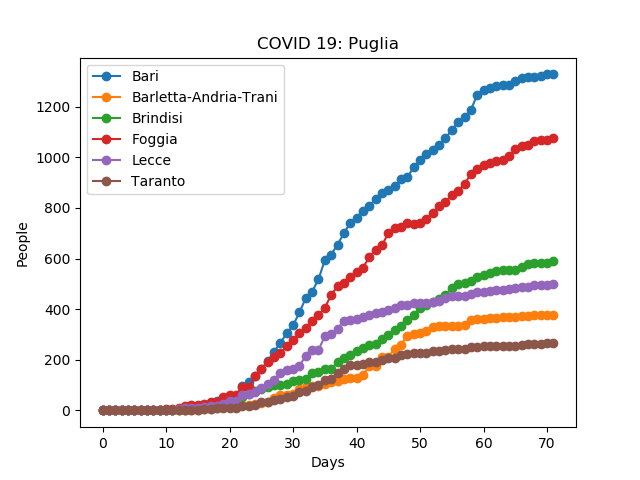 COVID 19: Puglia
Bari
Barletta-Andria-Trani
Brindisi
Foggia
Lecce
Taranto
People
1200
1000
800
600
400
200
0
0 10 20 30 40 50 60 70
Days